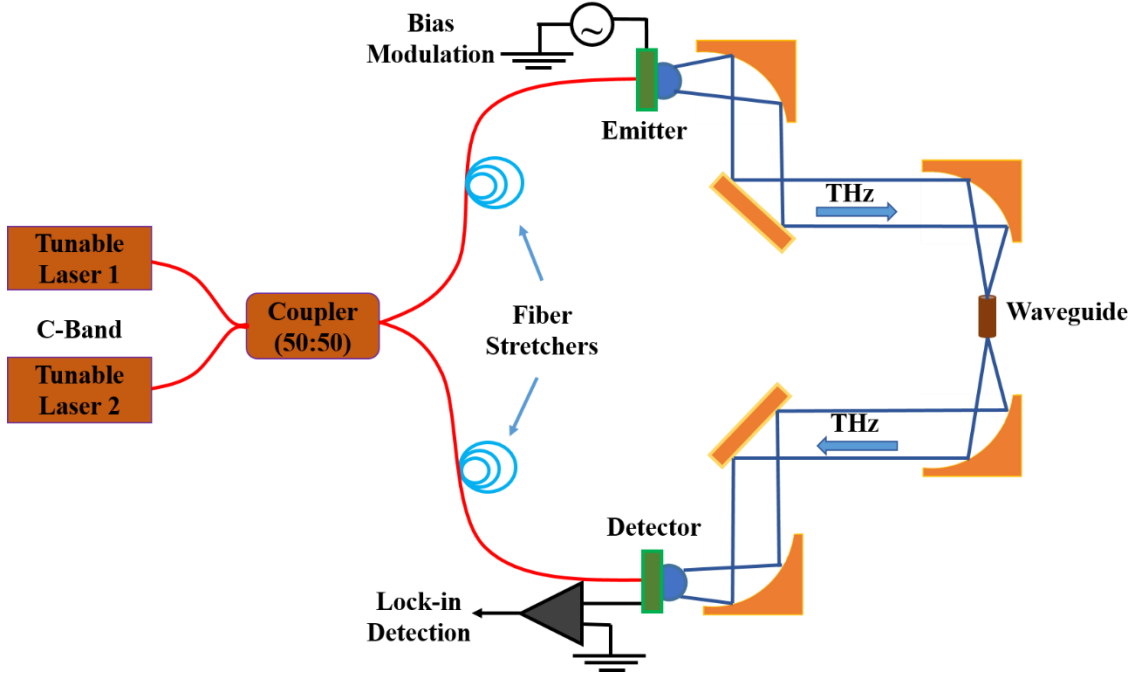 Bias
Modulation
~
Emitter
THz
Tunable
Laser 1
C-Band
Tunable
Laser 2
Coupler
(50:50)
Fiber
Stretchers
Waveguide
THz
Detector
Lock-in
Detection